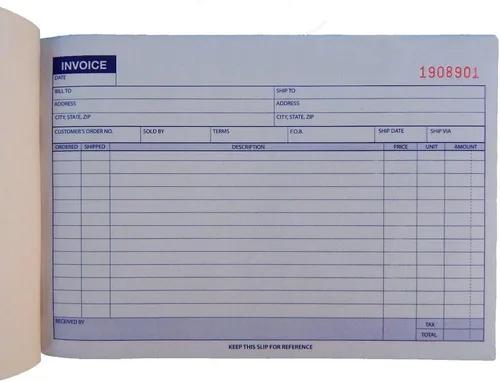 INVOICE
1908901
DATE
BILL TO SHIP TO
ADDRESS ADDRESS
CITY, STATE, ZIP CITY, STATE, ZIP
CUSTOMER'S ORDER NO. SOLD BY TERMS F.O.B. SHIP DATE SHIP VIA
ORDERED SHIPPED DESCRIPTION PRICE UNIT AMOUNT
RECEIVED BY TAX
TOTAL
KEEP THIS SLIP FOR REFERENCE